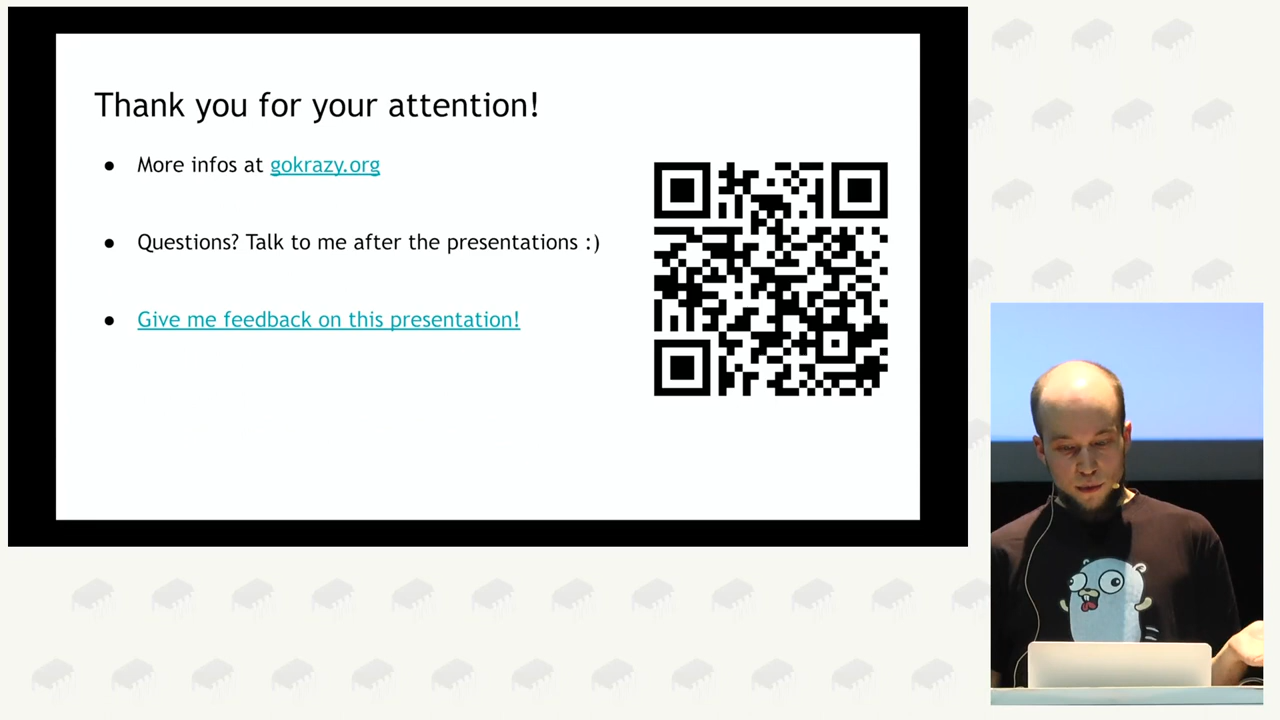 Thank you for your attention!
● More infos at gokrazy.org
● Questions? Talk to me after the presentations :)
● Give me feedback on this presentation!